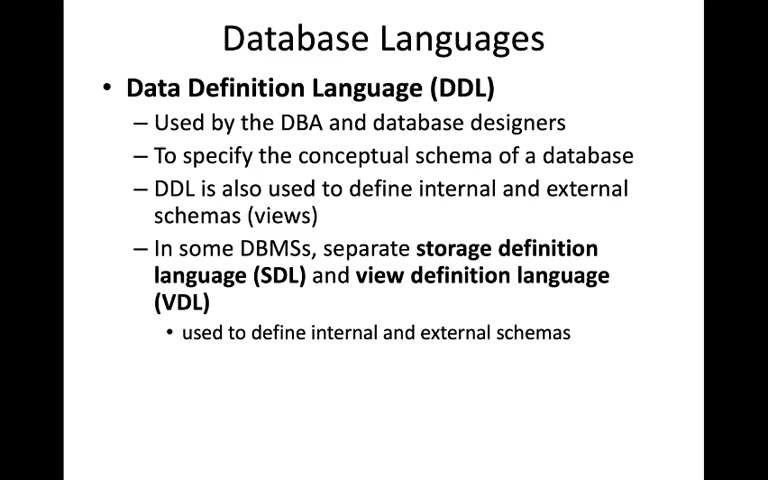 Database Languages
• Data Definition Language (DDL)
– Used by the DBA and database designers
– To specify the conceptual schema of a database
– DDL is also used to define internal and external
schemas (views)
– In some DBMSs, separate storage definition
language (SDL) and view definition language
(VDL)
• used to define internal and external schemas